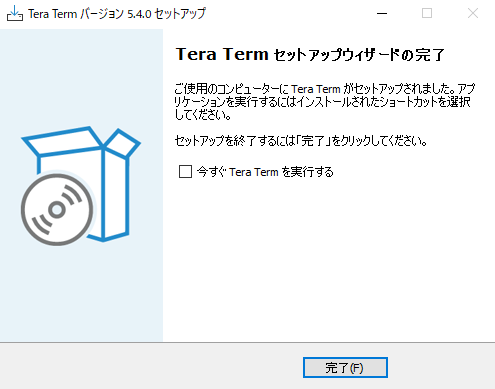 Tera Term バージョン 5.4.0 セットアップ
Tera Term セットアップウィザードの完了
ご使用のコンピューターに Tera Term がセットアップされました。アプ
リケーションを実行するにはインストールされたショートカットを選択
してください。
セットアップを終了するには「完了」をクリックしてください。
今すぐ Tera Term を実行する
完了(F)